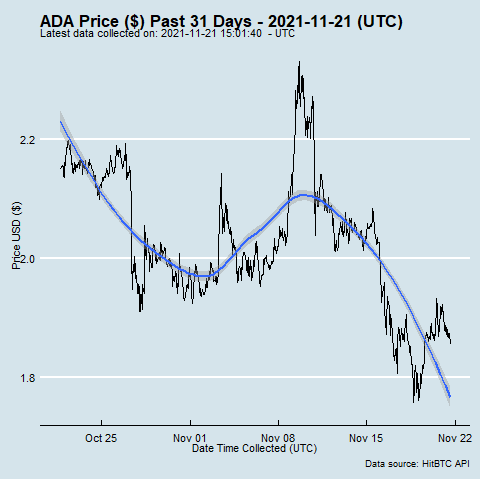 ADA Price ($) Past 31 Days - 2021-11-21 (UTC)
Latest data collected on: 2021-11-21 15:01:40 - UTC
Price USD ($)
2.2
2.0
1.8
Oct 25 Nov 01 Nov 08 Nov 15 Nov 22
Date Time Collected (UTC)
Data source: HitBTC API